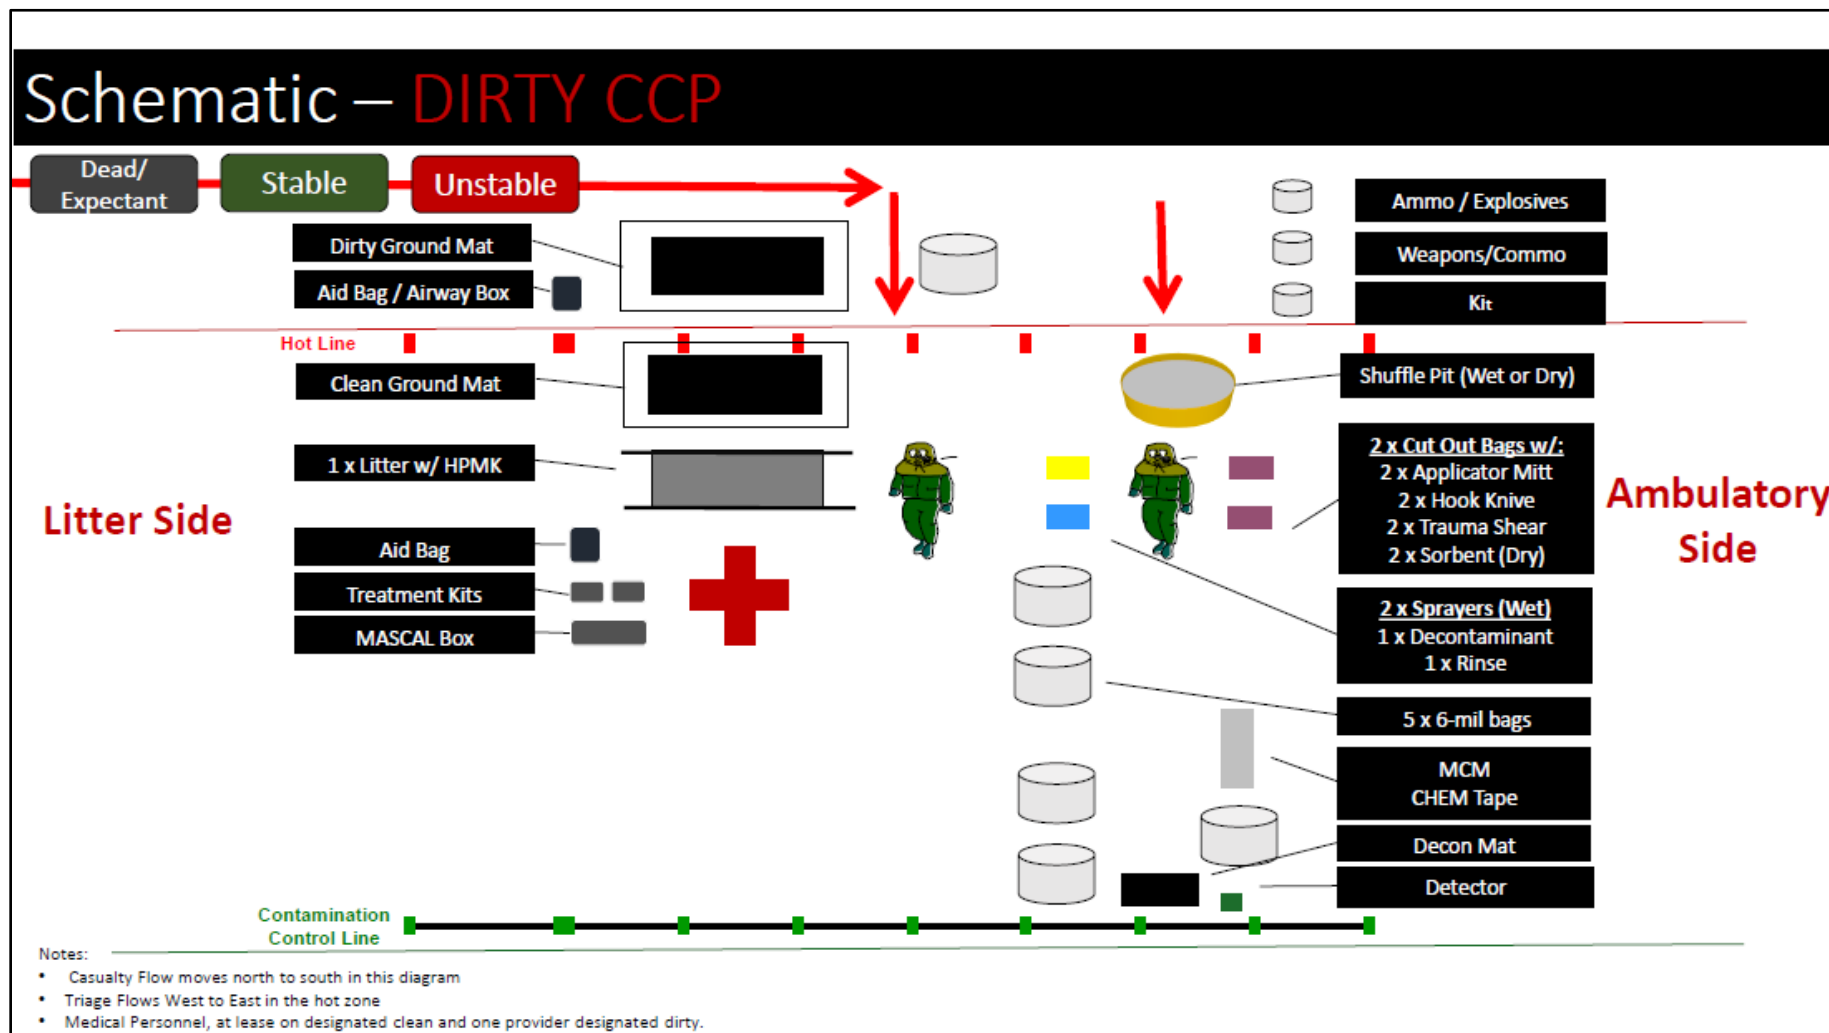 Schematic – DIRTY CCP
Dead/
Expectant
Stable
Unstable
Ammo / Explosives
Dirty Ground Mat
Weapons/Commo
Aid Bag / Airway Box
Kit
Hot Line
Clean Ground Mat
Shuffle Pit (Wet or Dry)
1 x Litter w/ HPMK
2 x Cut Out Bags w/:
2 x Applicator Mitt
2 x Hook Knive
2 x Trauma Shear
2 x Sorbent (Dry)
Litter Side
Ambulatory
Side
Aid Bag
Treatment Kits
MASCAL Box
2 x Sprayers (Wet)
1 x Decontaminant
1 x Rinse
5 x 6-mil bags
MCM
CHEM Tape
Decon Mat
Detector
Contamination
Control Line
Notes:
• Casualty Flow moves north to south in this diagram
• Triage Flows West to East in the hot zone
• Medical Personnel, at lease on designated clean and one provider designated dirty.